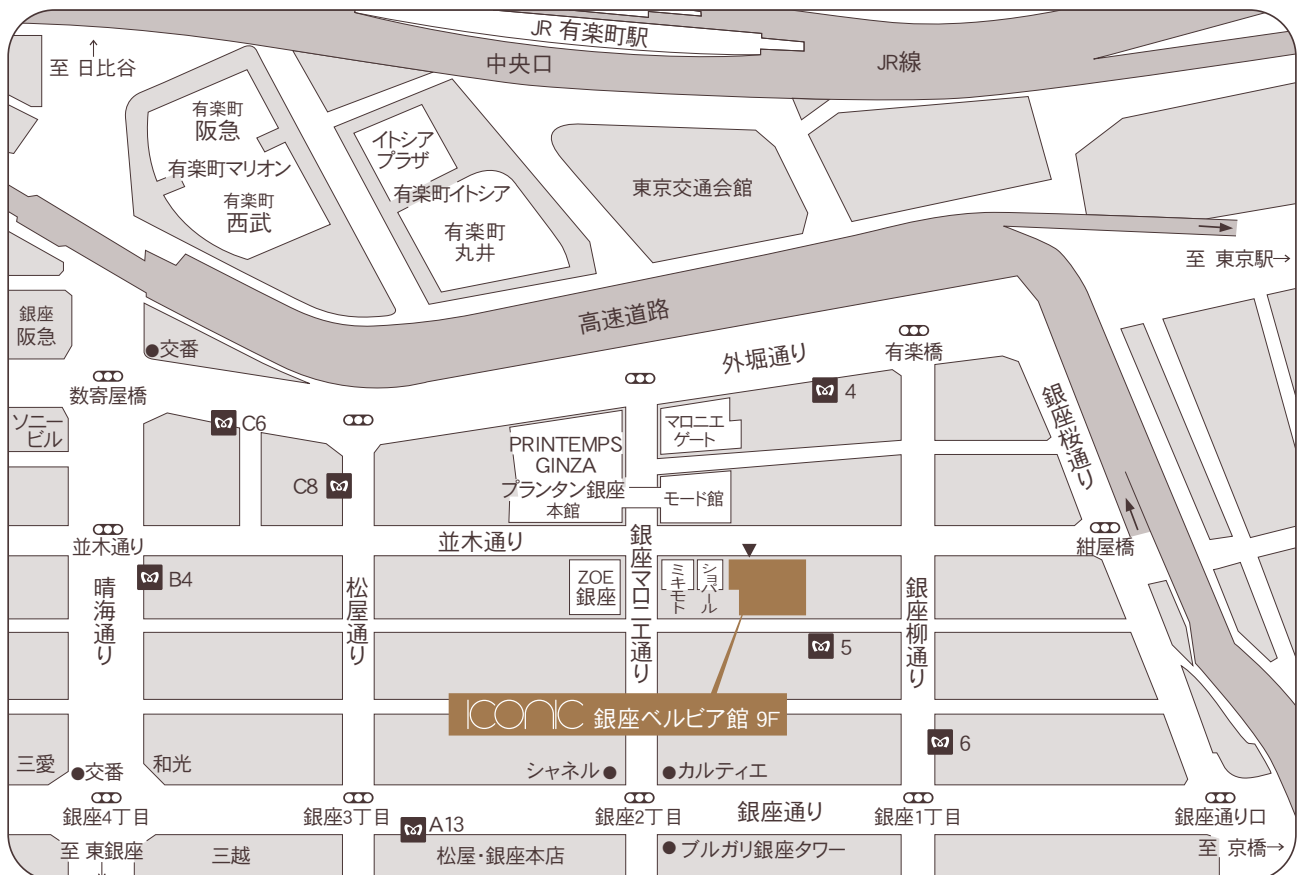 JR 有楽町駅
至 日比谷
中央口
JR線
有楽町
阪急
有楽町マリオン
有楽町
西武
イトシア
プラザ
有楽町イトシア
有楽町
丸井
東京交通会館
至 東京駅→
高速道路
銀座
阪急
交番
数寄屋橋
外堀通り
有楽橋
銀座桜通り
ソニー
ビル
C6
C8
4
PRINTEMPS
GINZA
プランタン銀座
本館
マロニエ
ゲート
モード館
並木通り
並木通り
紺屋橋
B4
晴海通り
松屋通り
ZOE
銀座
銀座マロニエ通り
ミキモト
ショパール
銀座柳通り
5
ICONIC 銀座ベルビア館 9F
6
三愛
交番
和光
シャネル
カルティエ
銀座4丁目
銀座3丁目
銀座2丁目
銀座通り
銀座1丁目
銀座通り口
至 東銀座
三越
A13
松屋・銀座本店
ブルガリ銀座タワー
至 京橋→